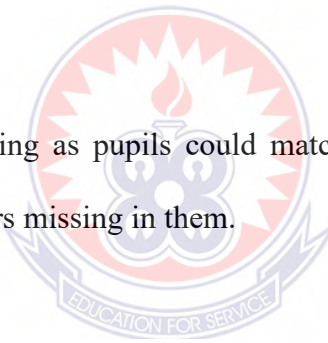 ing as pupils could matc
rs missing in them.
EDUCATION FOR SERVICE